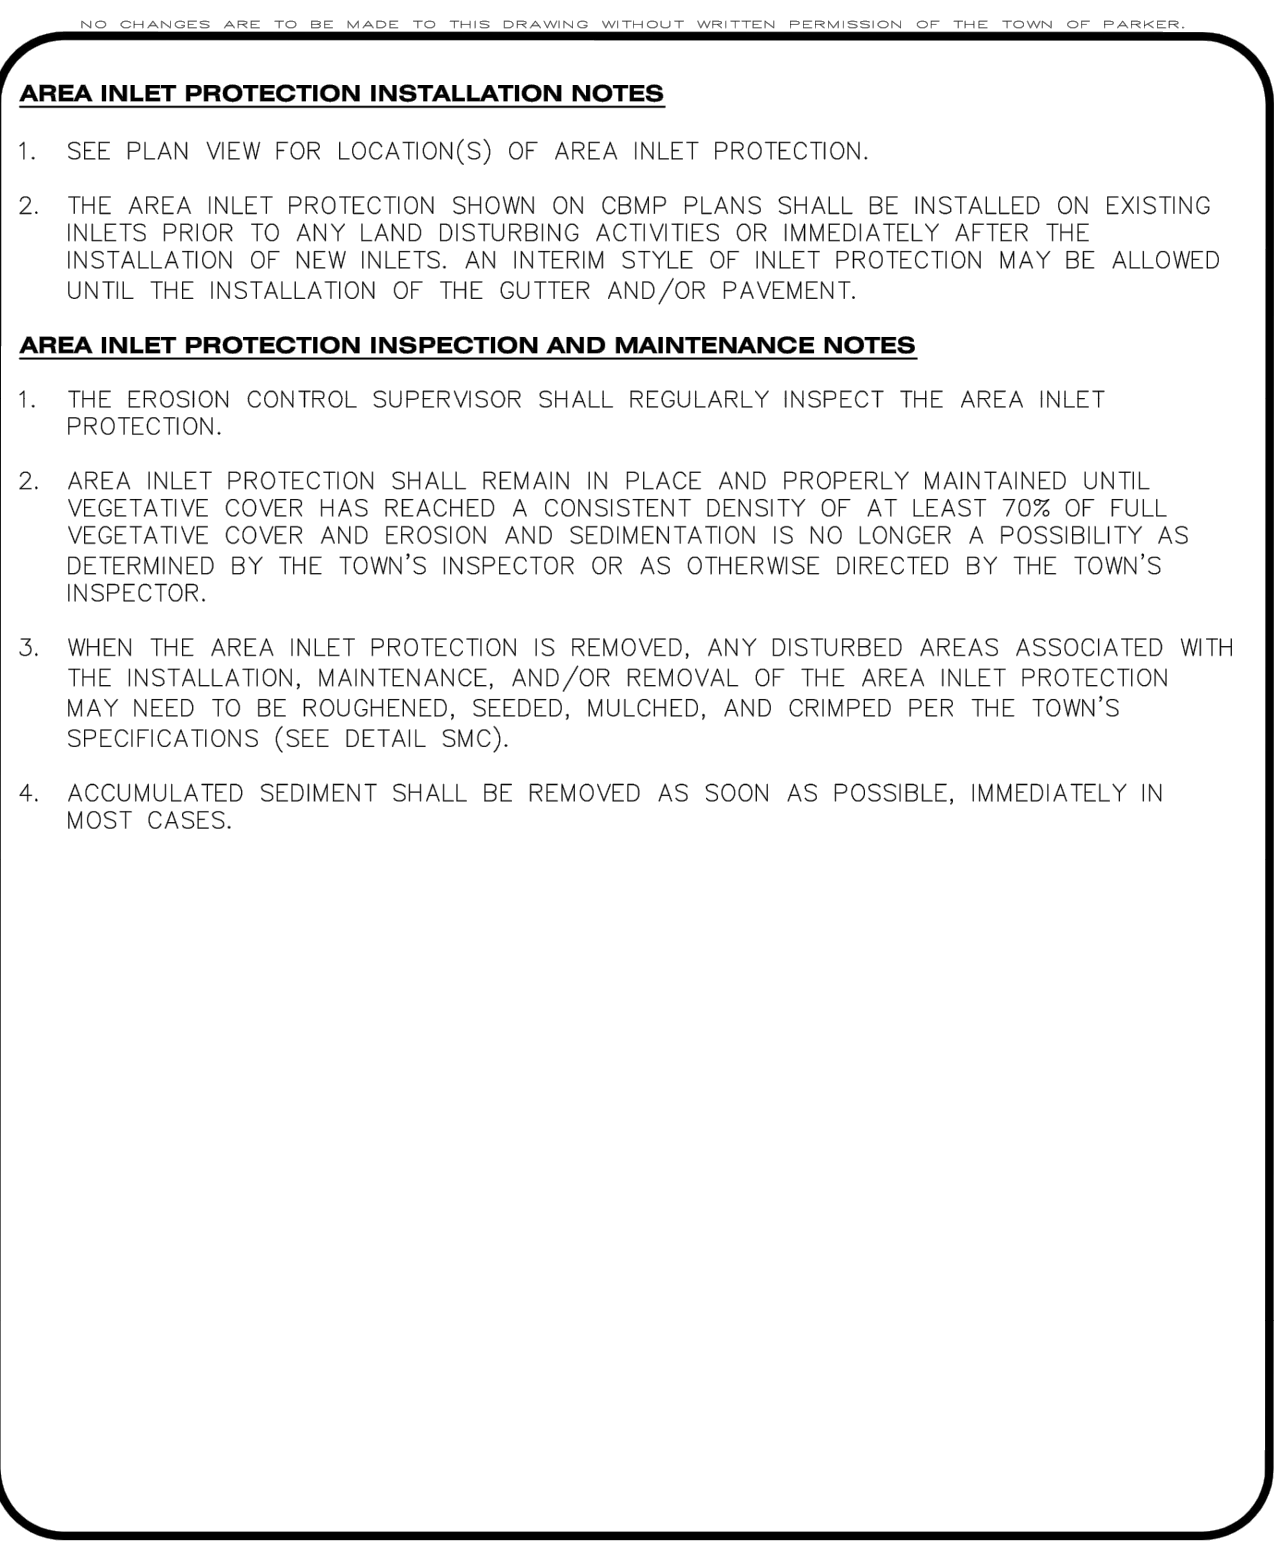 NO CHANGES ARE TO BE MADE TO THIS DRAWING WITHOUT WRITTEN PERMISSION OF THE TOWN OF PARKER.
AREA INLET PROTECTION INSTALLATION NOTES
1. SEE PLAN VIEW FOR LOCATION(S) OF AREA INLET PROTECTION.
2. THE AREA INLET PROTECTION SHOWN ON CBMP PLANS SHALL BE INSTALLED ON EXISTING
INLETS PRIOR TO ANY LAND DISTURBING ACTIVITIES OR IMMEDIATELY AFTER THE
INSTALLATION OF NEW INLETS. AN INTERIM STYLE OF INLET PROTECTION MAY BE ALLOWED
UNTIL THE INSTALLATION OF THE GUTTER AND/OR PAVEMENT.
AREA INLET PROTECTION INSPECTION AND MAINTENANCE NOTES
1. THE EROSION CONTROL SUPERVISOR SHALL REGULARLY INSPECT THE AREA INLET
PROTECTION.
2. AREA INLET PROTECTION SHALL REMAIN IN PLACE AND PROPERLY MAINTAINED UNTIL
VEGETATIVE COVER HAS REACHED A CONSISTENT DENSITY OF AT LEAST 70% OF FULL
VEGETATIVE COVER AND EROSION AND SEDIMENTATION IS NO LONGER A POSSIBILITY AS
DETERMINED BY THE TOWN'S INSPECTOR OR AS OTHERWISE DIRECTED BY THE TOWN'S
INSPECTOR.
3. WHEN THE AREA INLET PROTECTION IS REMOVED, ANY DISTURBED AREAS ASSOCIATED WITH
THE INSTALLATION, MAINTENANCE, AND/OR REMOVAL OF THE AREA INLET PROTECTION
MAY NEED TO BE ROUGHENED, SEEDED, MULCHED, AND CRIMPED PER THE TOWN'S
SPECIFICATIONS (SEE DETAIL SMC).
4. ACCUMULATED SEDIMENT SHALL BE REMOVED AS SOON AS POSSIBLE, IMMEDIATELY IN
MOST CASES.